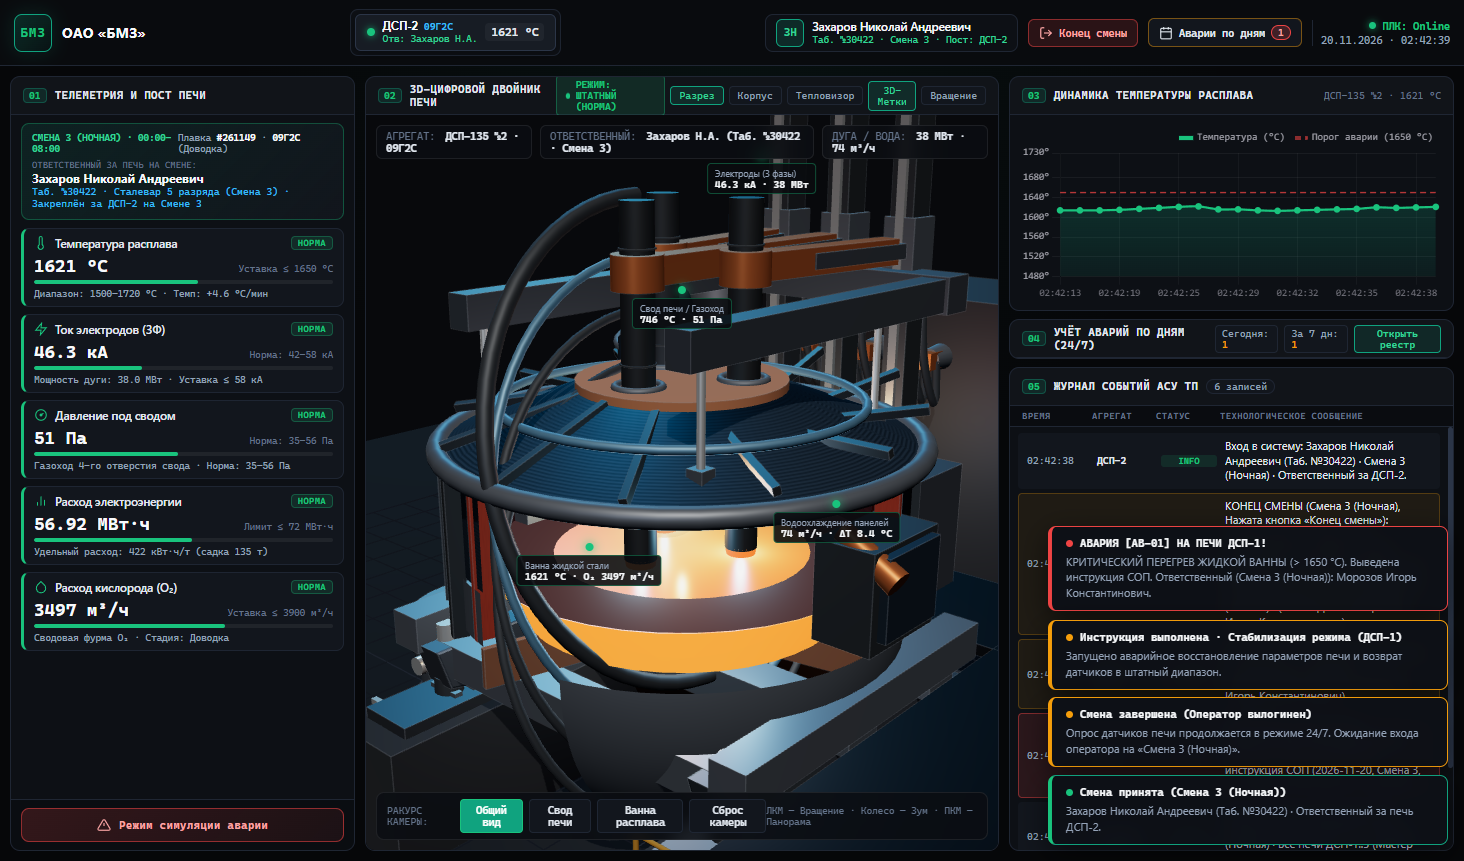 БМЗ
ОАО «БМЗ»
ДСП-2 09Г2С
Отв: Захаров Н.А.
1621 °C
ЗН
Захаров Николай Андреевич
Таб. №30422 · Смена 3 · Пост: ДСП-2
Конец смены
Аварии по дням 1
ПЛК: Online
20.11.2026 · 02:42:39
01 ТЕЛЕМЕТРИЯ И ПОСТ ПЕЧИ
СМЕНА 3 (НОЧНАЯ) · 00:00–08:00
Плавка #261149 · 09Г2С (Доводка)
ОТВЕТСТВЕННЫЙ ЗА ПЕЧЬ НА СМЕНЕ:
Захаров Николай Андреевич
Таб. №30422 · Сталевар 5 разряда (Смена 3) ·
Закреплён за ДСП-2 на Смене 3
Температура расплава НОРМА
1621 °C Уставка ≤ 1650 °C
Диапазон: 1500–1720 °C · Темп: +4.6 °C/мин
Ток электродов (3Ф) НОРМА
46.3 кА Норма: 42–58 кА
Мощность дуги: 38.0 МВт · Уставка ≤ 58 кА
Давление под сводом НОРМА
51 Па Норма: 35–56 Па
Газоход 4-го отверстия свода · Норма: 35–56 Па
Расход электроэнергии НОРМА
56.92 МВт·ч Лимит ≤ 72 МВт·ч
Удельный расход: 422 кВт·ч/т (садка 135 т)
Расход кислорода (O₂) НОРМА
3497 м³/ч Уставка ≤ 3900 м³/ч
Сводовая фурма O₂ · Стадия: Доводка
Режим симуляции аварии
02 3D-ЦИФРОВОЙ ДВОЙНИК
ПЕЧИ
РЕЖИМ:
ШТАТНЫЙ
(НОРМА)
Разрез
Корпус
Тепловизор
3D-
Метки
Вращение
АГРЕГАТ: ДСП-135 №2 ·
09Г2С
ОТВЕТСТВЕННЫЙ: Захаров Н.А. (Таб. №30422
· Смена 3)
ДУГА / ВОДА: 38 МВт ·
74 м³/ч
Электроды (3 фазы)
46.3 кА · 38 МВт
Свод печи / Газоход
746 °C · 51 Па
Водоохлаждение панелей
74 м³/ч · ΔT 8.4 °C
Ванна жидкой стали
1621 °C · O₂ 3497 м³/ч
РАКУРС
КАМЕРЫ:
Общий
вид
Свод
печи
Ванна
расплава
Сброс
камеры
ЛКМ — Вращение · Колесо — Зум · ПКМ —
Панорама
03 ДИНАМИКА ТЕМПЕРАТУРЫ РАСПЛАВА
ДСП-135 №2 · 1621 °C
Температура (°C)
Порог аварии (1650 °C)
1730°
1680°
1640°
1600°
1560°
1520°
1480°
02:42:13 02:42:19 02:42:25 02:42:29 02:42:32 02:42:35 02:42:38
04 УЧЁТ АВАРИЙ ПО ДНЯМ
(24/7)
Сегодня:
1
За 7 дн:
1
Открыть
реестр
05 ЖУРНАЛ СОБЫТИЙ АСУ ТП 6 записей
ВРЕМЯ АГРЕГАТ СТАТУС ТЕХНОЛОГИЧЕСКОЕ СООБЩЕНИЕ
02:42:38 ДСП-2 INFO
Вход в систему: Захаров Николай
Андреевич (Таб. №30422) · Смена 3
(Ночная) · Ответственный за ДСП-2.
КОНЕЦ СМЕНЫ (Смена 3 (Ночная),
Нажата кнопка «Конец смены»):
02:4
АВАРИЯ [АВ-01] НА ПЕЧИ ДСП-1!
КРИТИЧЕСКИЙ ПЕРЕГРЕВ ЖИДКОЙ ВАННЫ (> 1650 °C). Выведена
инструкция СОП. Ответственный (Смена 3 (Ночная)): Морозов Игорь
Константинович.
02:4
Инструкция выполнена · Стабилизация режима (ДСП-1)
Запущено аварийное восстановление параметров печи и возврат
датчиков в штатный диапазон.
Игорь Константинович)
02:4
Смена завершена (Оператор вылогинен)
Опрос датчиков печи продолжается в режиме 24/7. Ожидание входа
оператора на «Смена 3 (Ночная)».
инструкция СОП (2026-11-20, Смена 3,
02:4
Смена принята (Смена 3 (Ночная))
Захаров Николай Андреевич (Таб. №30422) · Ответственный за печь
ДСП-2.